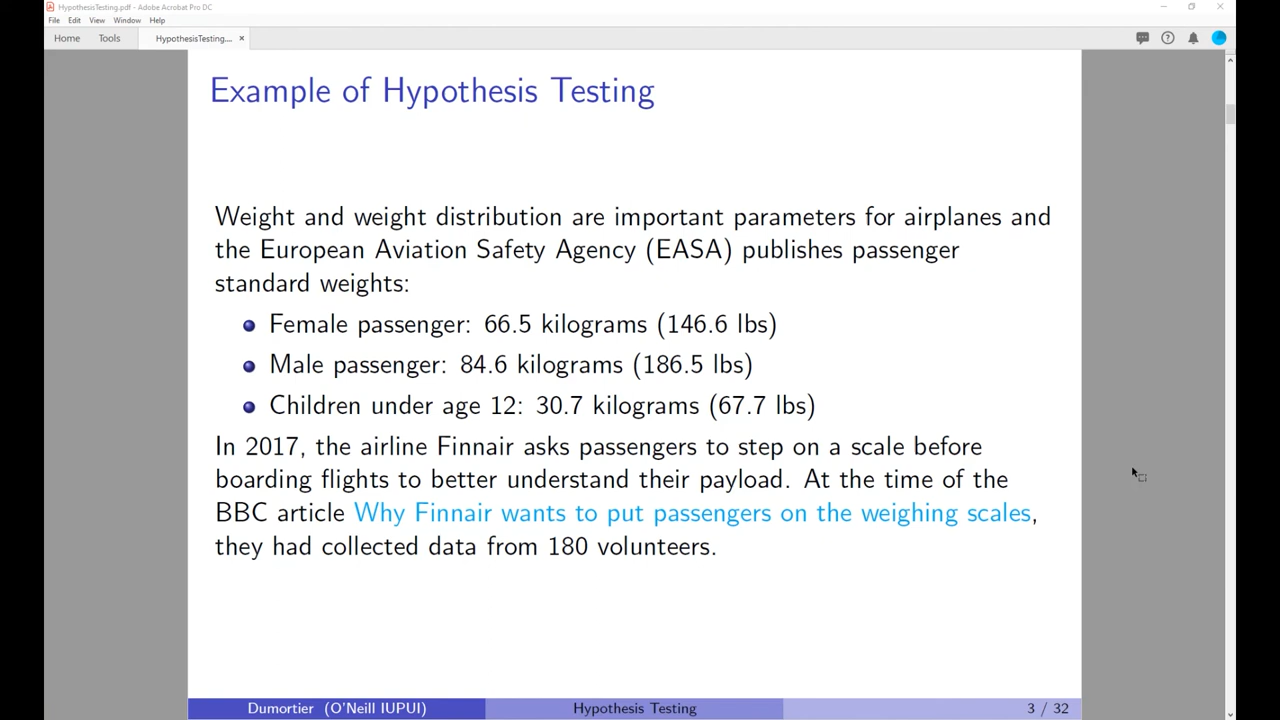 HypothesisTesting.pdf - Adobe Acrobat Pro DC
File Edit View Window Help
Home Tools HypothesisTesting.... ×
Example of Hypothesis Testing
Weight and weight distribution are important parameters for airplanes and
the European Aviation Safety Agency (EASA) publishes passenger
standard weights:
Female passenger: 66.5 kilograms (146.6 lbs)
Male passenger: 84.6 kilograms (186.5 lbs)
Children under age 12: 30.7 kilograms (67.7 lbs)
In 2017, the airline Finnair asks passengers to step on a scale before
boarding flights to better understand their payload. At the time of the
BBC article Why Finnair wants to put passengers on the weighing scales,
they had collected data from 180 volunteers.
Dumortier (O'Neill IUPUI) Hypothesis Testing 3 / 32